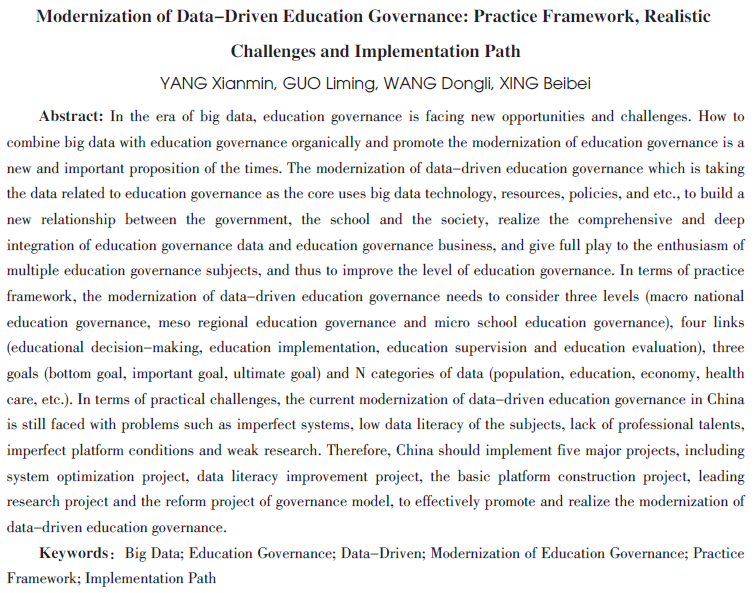 Modernization of Data-Driven Education Governance: Practice Framework, Realistic
Challenges and Implementation Path
YANG Xianmin, GUO Liming, WANG Dongli, XING Beibei
Abstract: In the era of big data, education governance is facing new opportunities and challenges. How to
combine big data with education governance organically and promote the modernization of education governance is a
new and important proposition of the times. The modernization of data-driven education governance which is taking
the data related to education governance as the core uses big data technology, resources, policies, and etc., to build a
new relationship between the government, the school and the society, realize the comprehensive and deep
integration of education governance data and education governance business, and give full play to the enthusiasm of
multiple education governance subjects, and thus to improve the level of education governance. In terms of practice
framework, the modernization of data-driven education governance needs to consider three levels (macro national
education governance, meso regional education governance and micro school education governance), four links
(educational decision-making, education implementation, education supervision and education evaluation), three
goals (bottom goal, important goal, ultimate goal) and N categories of data (population, education, economy, health
care, etc.). In terms of practical challenges, the current modernization of data-driven education governance in China
is still faced with problems such as imperfect systems, low data literacy of the subjects, lack of professional talents,
imperfect platform conditions and weak research. Therefore, China should implement five major projects, including
system optimization project, data literacy improvement project, the basic platform construction project, leading
research project and the reform project of governance model, to effectively promote and realize the modernization of
data-driven education governance.
Keywords: Big Data; Education Governance; Data-Driven; Modernization of Education Governance; Practice
Framework; Implementation Path